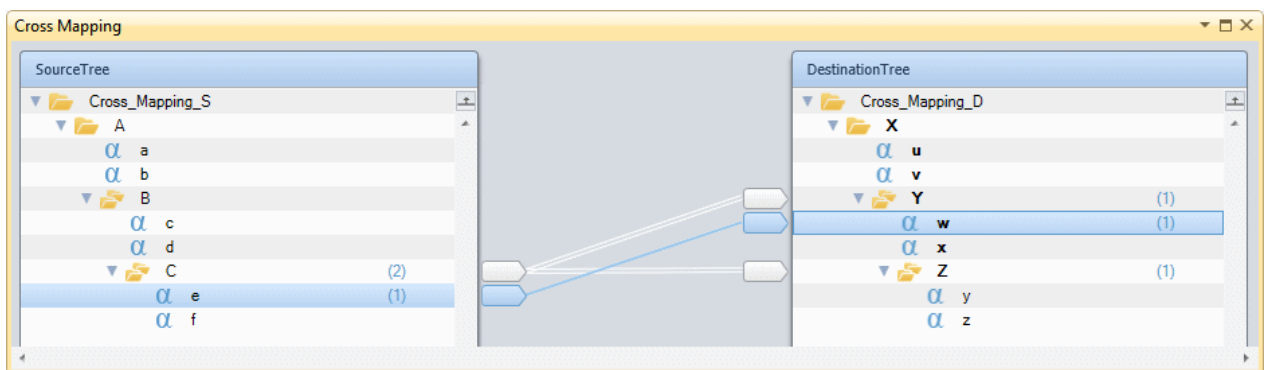 Cross Mapping
SourceTree
Cross_Mapping_S
A
α a
α b
B
α c
α d
C (2)
α e (1)
α f
DestinationTree
Cross_Mapping_D
X
α u
α v
Y (1)
α w (1)
α x
Z (1)
α y
α z